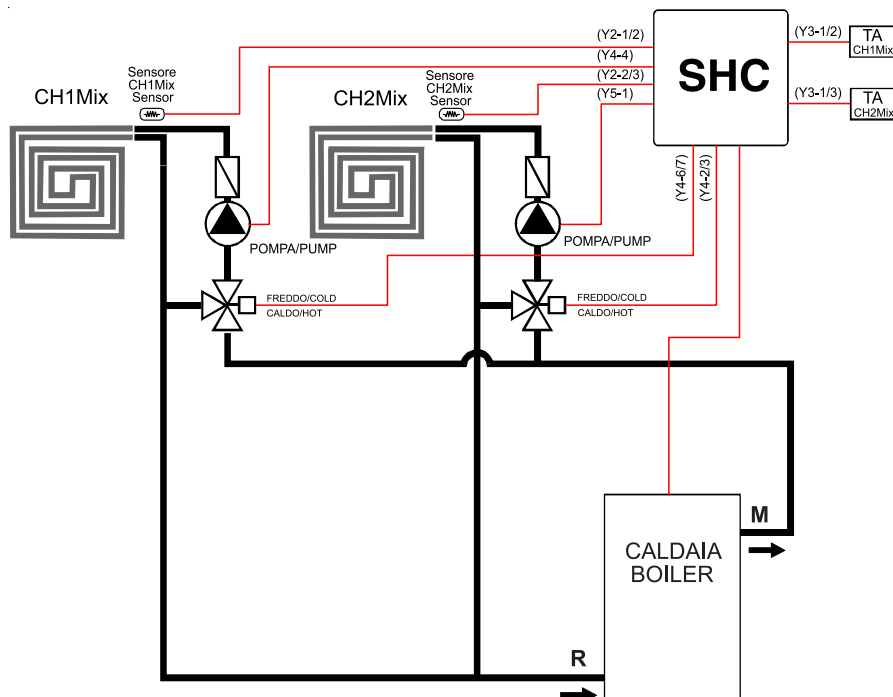 (Y2-1/2)
(Y4-4)
(Y2-2/3)
(Y5-1)
SHC
(Y3-1/2)
TA
CH1Mix
(Y3-1/3)
TA
CH2Mix
CH1Mix
Sensore
CH1Mix
Sensor
CH2Mix
Sensore
CH2Mix
Sensor
(Y4-6/7)
(Y4-2/3)
POMPA/PUMP
POMPA/PUMP
FREDDO/COLD
CALDO/HOT
FREDDO/COLD
CALDO/HOT
M
CALDAIA
BOILER
R